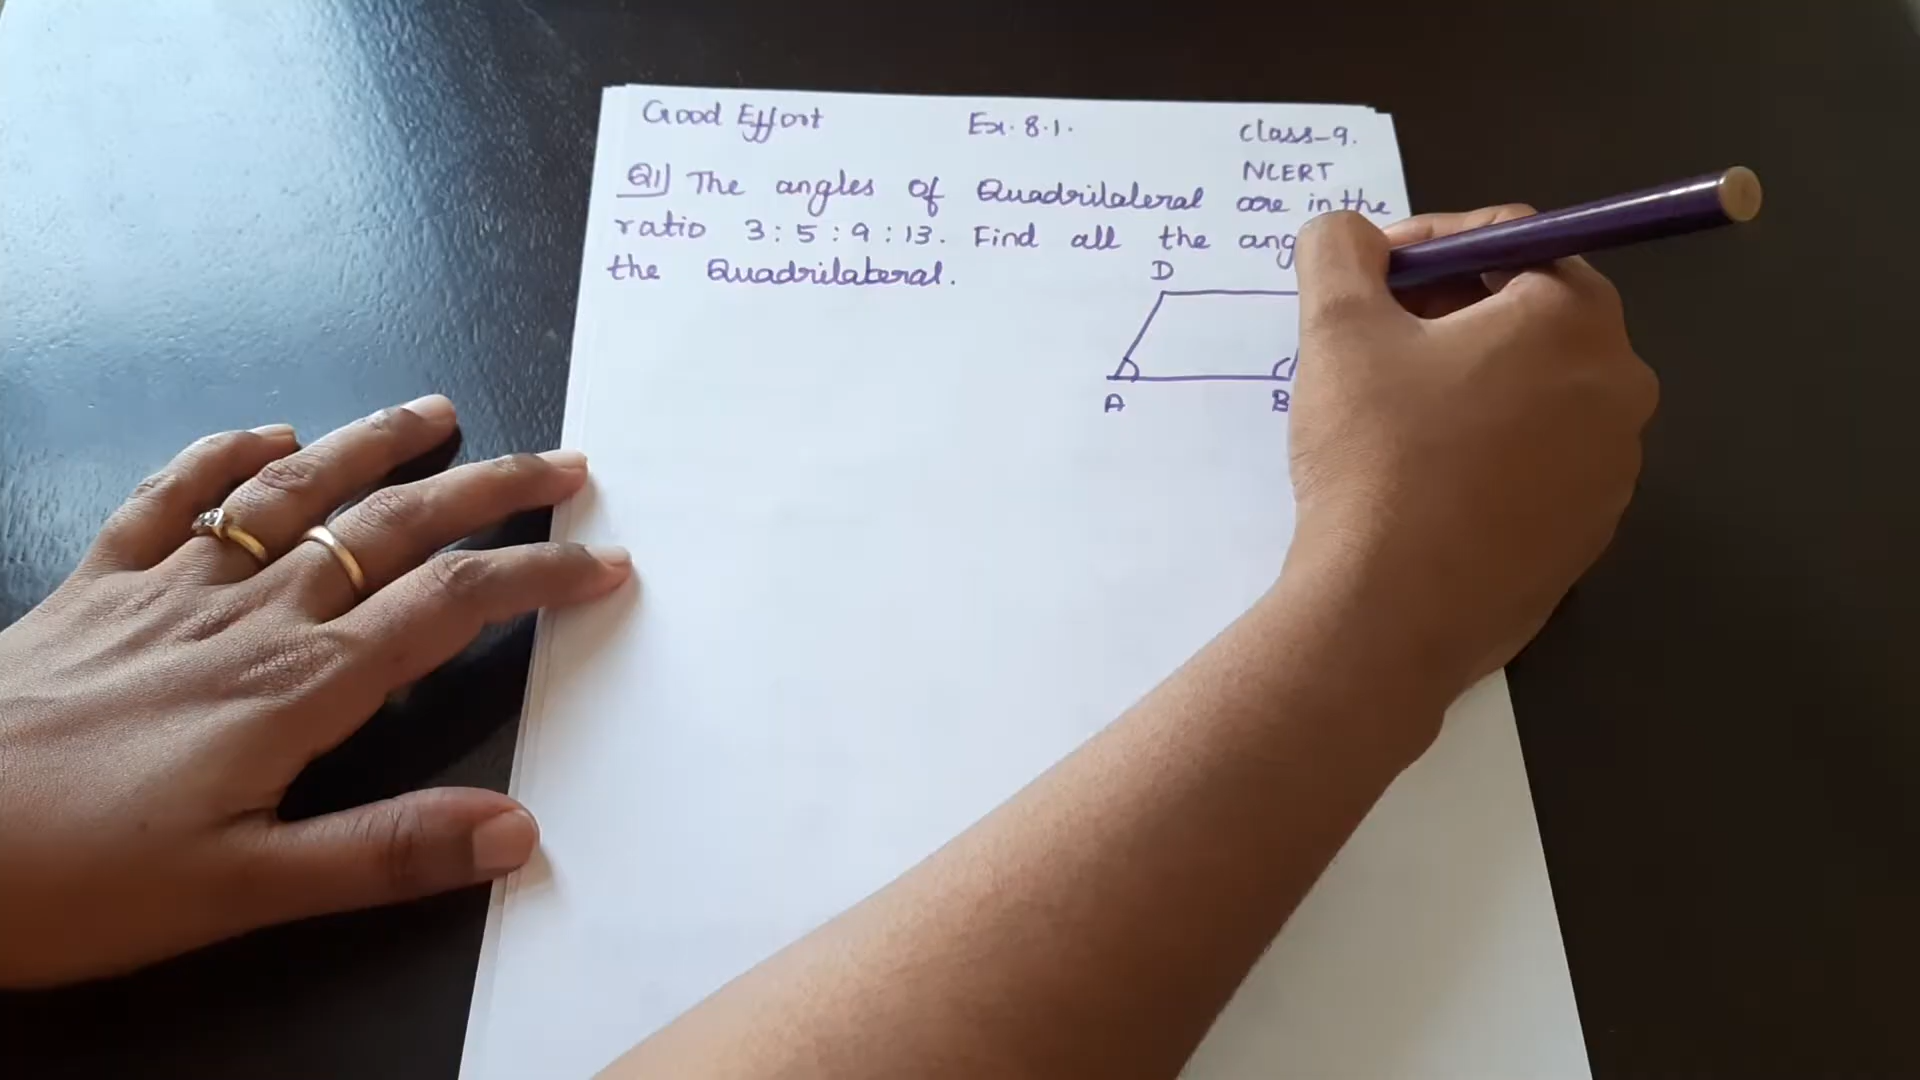 Good Effort Ex. 8.1. Class-9.
NCERT
Q1) The angles of Quadrilateral are in the
ratio 3 : 5 : 9 : 13. Find all the
the Quadrilateral.
D
A B